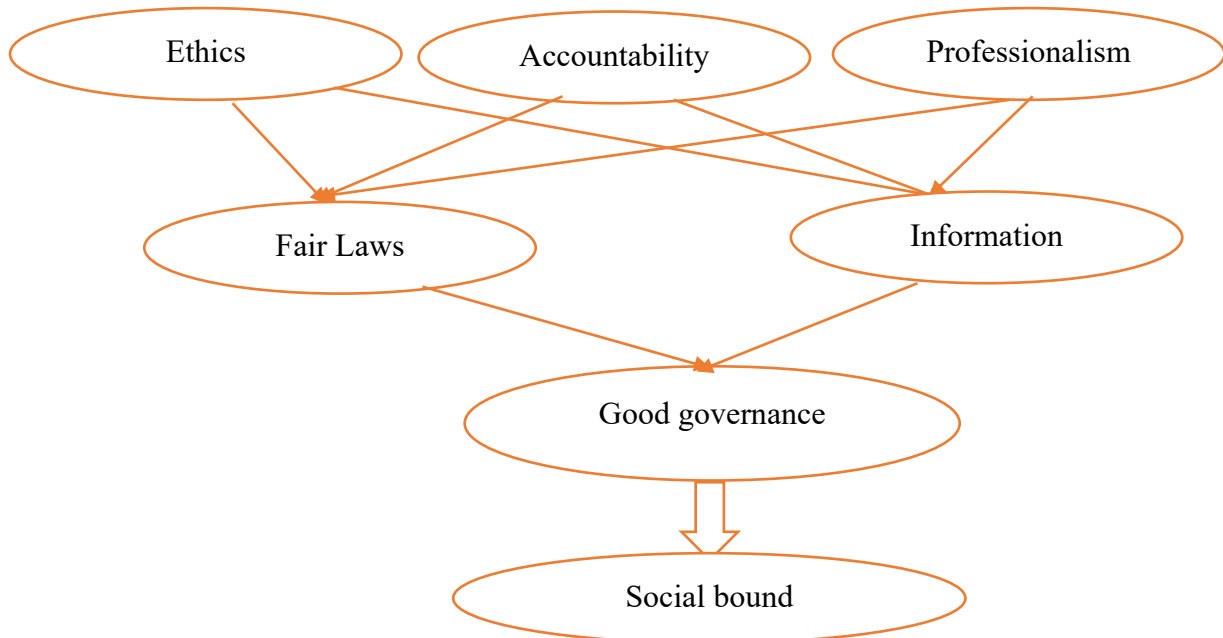 Ethics
Accountability
Professionalism
Fair Laws
Information
Good governance
Social bound